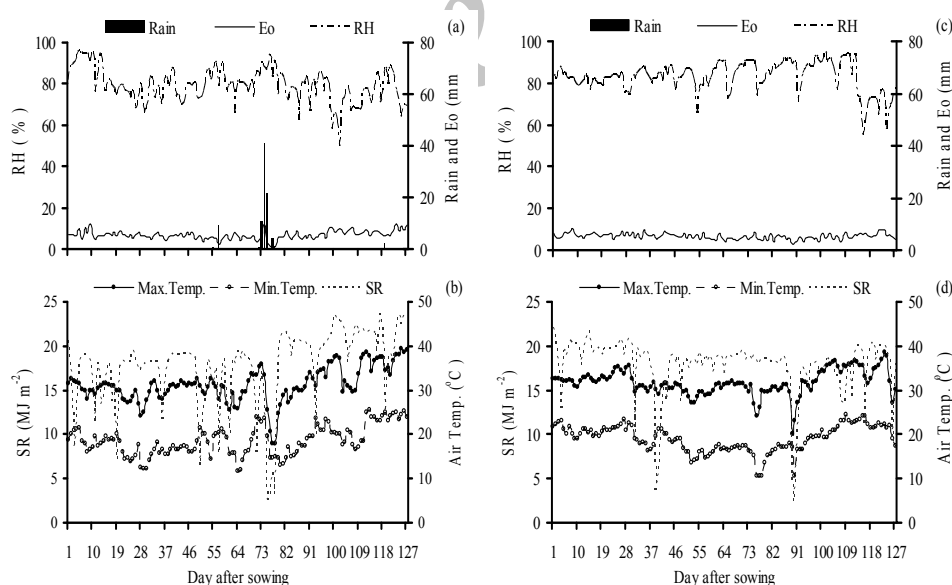 Rain Eo RH (a)
RH ( % )
100
80
60
40
20
0
80
60
40
20
0
Rain and Eo (mm
Rain Eo RH (c)
RH ( % )
100
80
60
40
20
0
80
60
40
20
0
Rain and Eo (mm
Max.Temp. Min.Temp. SR (b)
SR (MJ m-2)
25
20
15
10
5
0
50
40
30
20
10
0
Air Temp. (oC)
1 10 19 28 37 46 55 64 73 82 91 100 109 118 127
Day after sowing
Max.Temp. Min.Temp. SR (d)
SR (MJ m-2)
25
20
15
10
5
0
50
40
30
20
10
0
Air Temp. (oC)
1 10 19 28 37 46 55 64 73 82 91 100 109 118 127
Day after sowing